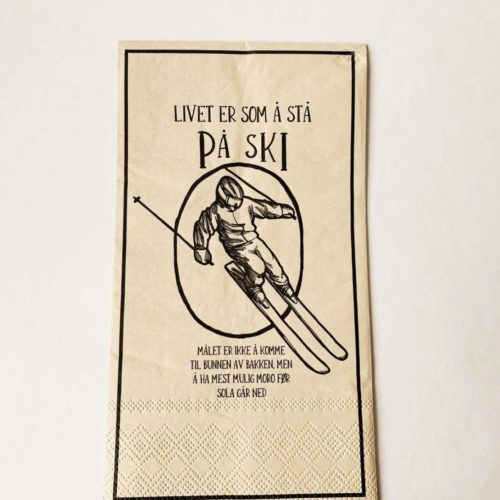 LIVET ER SOM Å STÅ
PÅ SKI
MÅLET ER IKKE Å KOMME
TIL BUNNEN AV BAKKEN, MEN
Å HA MEST MULIG MORO FØR
SOLA GÅR NED